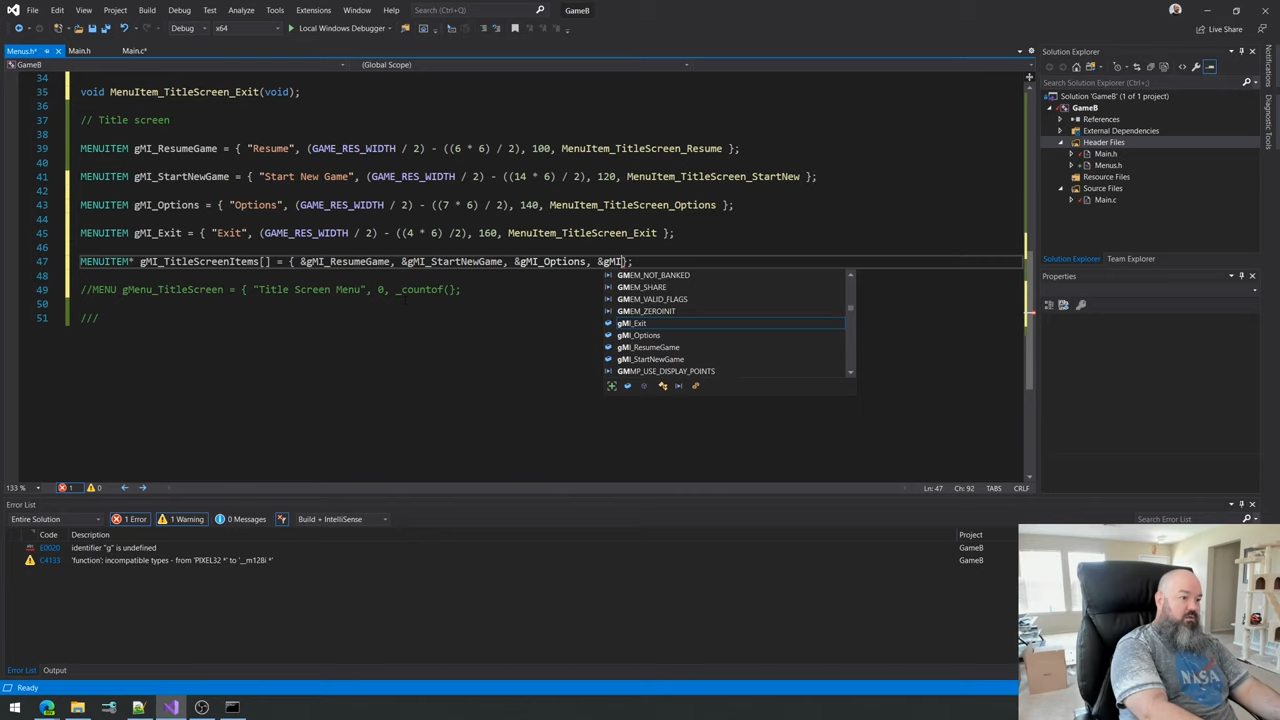 File Edit View Git Project Build Debug Test Analyze Tools Extensions Window Help Search (Ctrl+Q) GameB
Debug x64 Local Windows Debugger Live Share
Menus.h* Main.h Main.c*
GameB (Global Scope)
34
35 void MenuItem_TitleScreen_Exit(void);
36
37 // Title screen
38
39 MENUITEM gMI_ResumeGame = { "Resume", (GAME_RES_WIDTH / 2) - ((6 * 6) / 2), 100, MenuItem_TitleScreen_Resume };
40
41 MENUITEM gMI_StartNewGame = { "Start New Game", (GAME_RES_WIDTH / 2) - ((14 * 6) / 2), 120, MenuItem_TitleScreen_StartNew };
42
43 MENUITEM gMI_Options = { "Options", (GAME_RES_WIDTH / 2) - ((7 * 6) / 2), 140, MenuItem_TitleScreen_Options };
44
45 MENUITEM gMI_Exit = { "Exit", (GAME_RES_WIDTH / 2) - ((4 * 6) /2), 160, MenuItem_TitleScreen_Exit };
46
47 MENUITEM* gMI_TitleScreenItems[] = { &gMI_ResumeGame, &gMI_StartNewGame, &gMI_Options, &gMI};
48
49 //MENU gMenu_TitleScreen = { "Title Screen Menu", 0, _countof(};
50
51 ///
GMEM_NOT_BANKED
GMEM_SHARE
GMEM_VALID_FLAGS
GMEM_ZEROINIT
gMI_Exit
gMI_Options
gMI_ResumeGame
gMI_StartNewGame
GMMP_USE_DISPLAY_POINTS
133 % 1 0 Ln: 47 Ch: 92 TABS CRLF
Error List
Entire Solution 1 Error 1 Warning 0 Messages Build + IntelliSense Search Error List
Code Description Project
E0020 identifier "g" is undefined GameB
C4133 'function': incompatible types - from 'PIXEL32 *' to '__m128i *' GameB
Error List Output
Ready
Solution Explorer
Search Solution Explorer (Ctrl+;)
Solution 'GameB' (1 of 1 project)
GameB
References
External Dependencies
Header Files
Main.h
Menus.h
Resource Files
Source Files
Main.c
Solution Explorer Team Explorer
Properties
Notifications
Diagnostic Tools
NASA